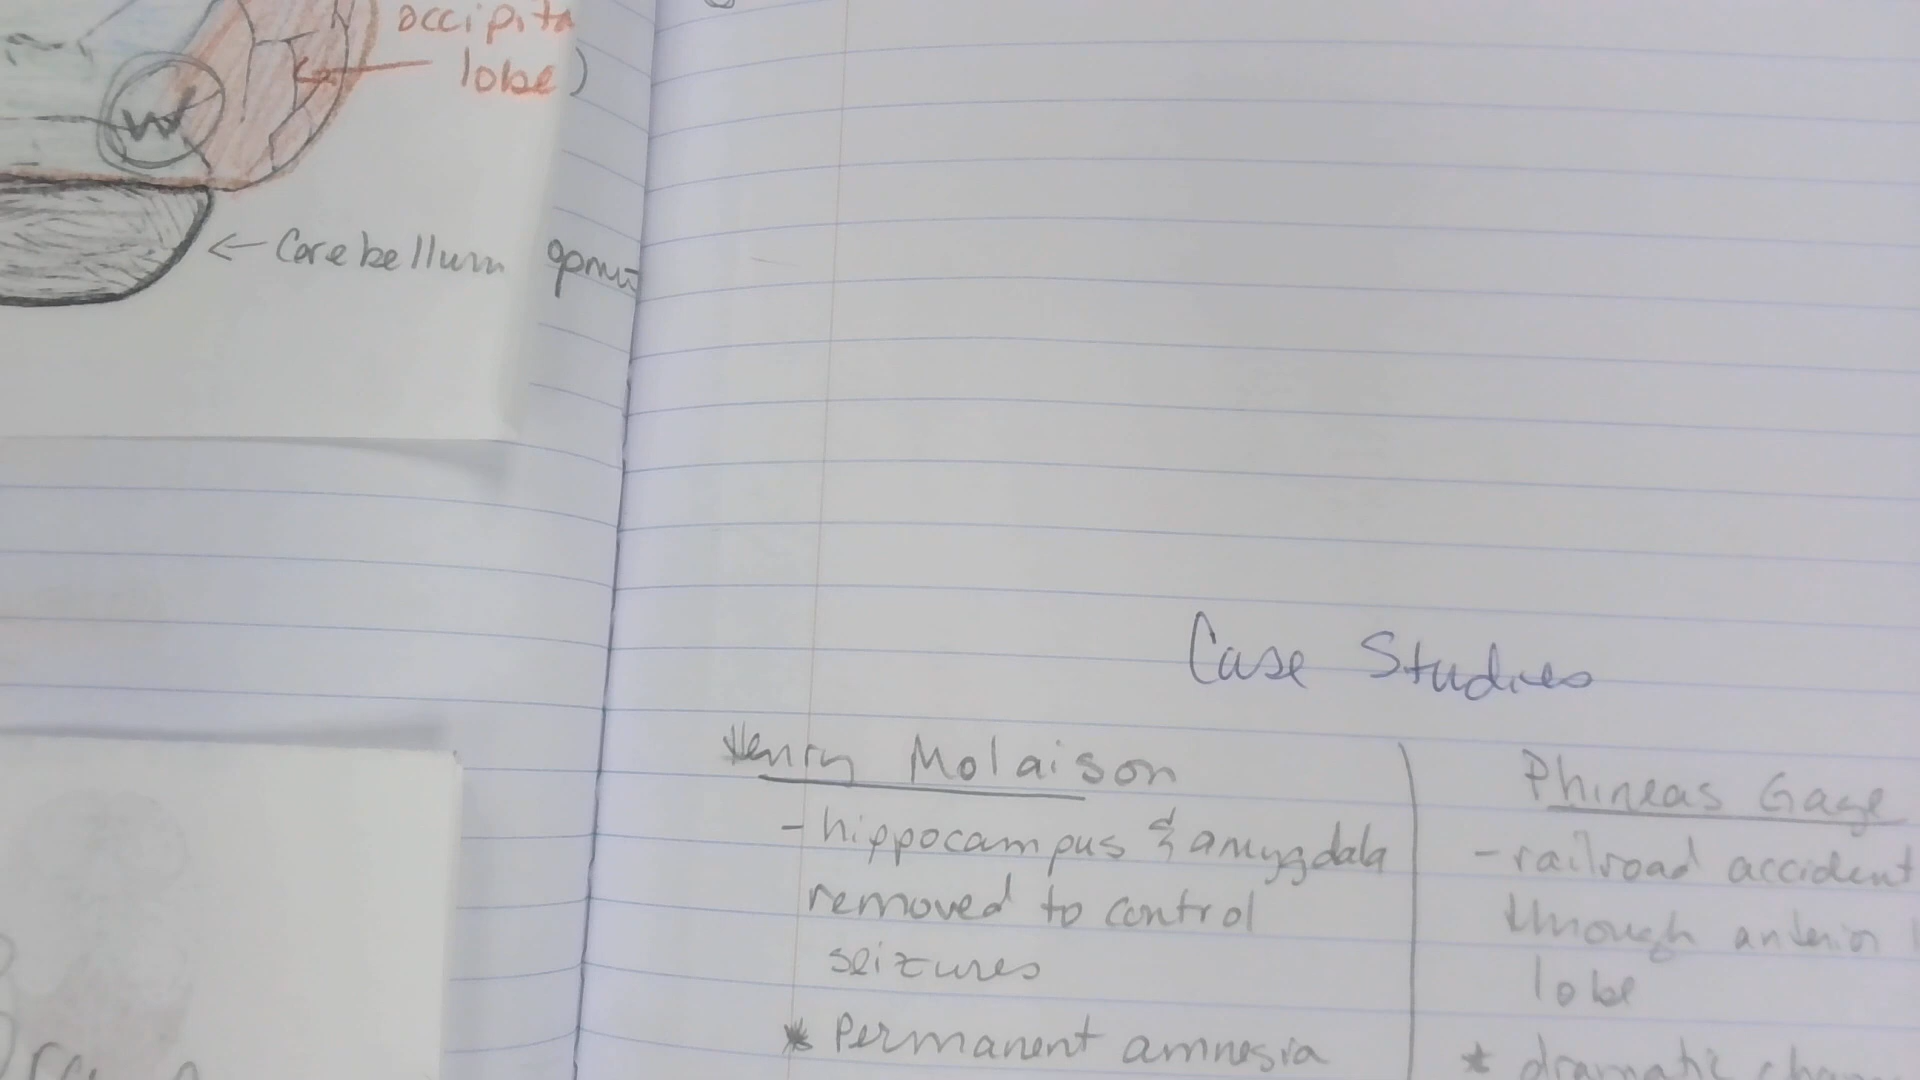 occipita
lobe)
W
← Cerebellum
Case Studies
Henry Molaison
- hippocampus & amygdala
removed to control
seizures
* Permanent amnesia
Phineas Gage
- railroad accident
through anterior
lobe
* dramatic